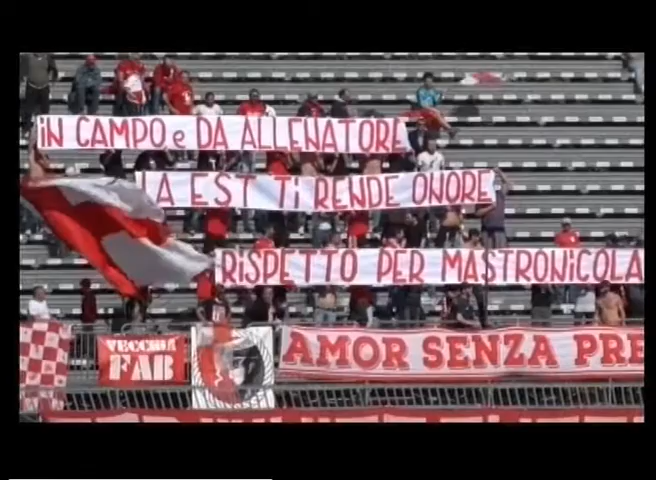 iN CAMPO e DA ALLENATORE
LA EST Ti RENDE ONORE
RiSPETTO PER MASTRONiCOLA
AMOR SENZA PRE
VECCHIA
FAB